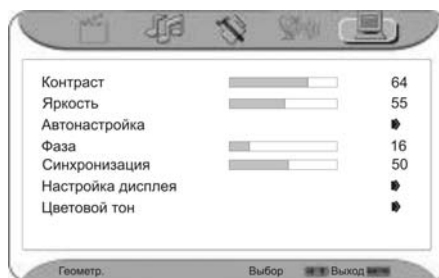 Контраст 64
Яркость 55
Автонастройка
Фаза 16
Синхронизация 50
Настройка дисплея
Цветовой тон
Геометр. Выбор Выход